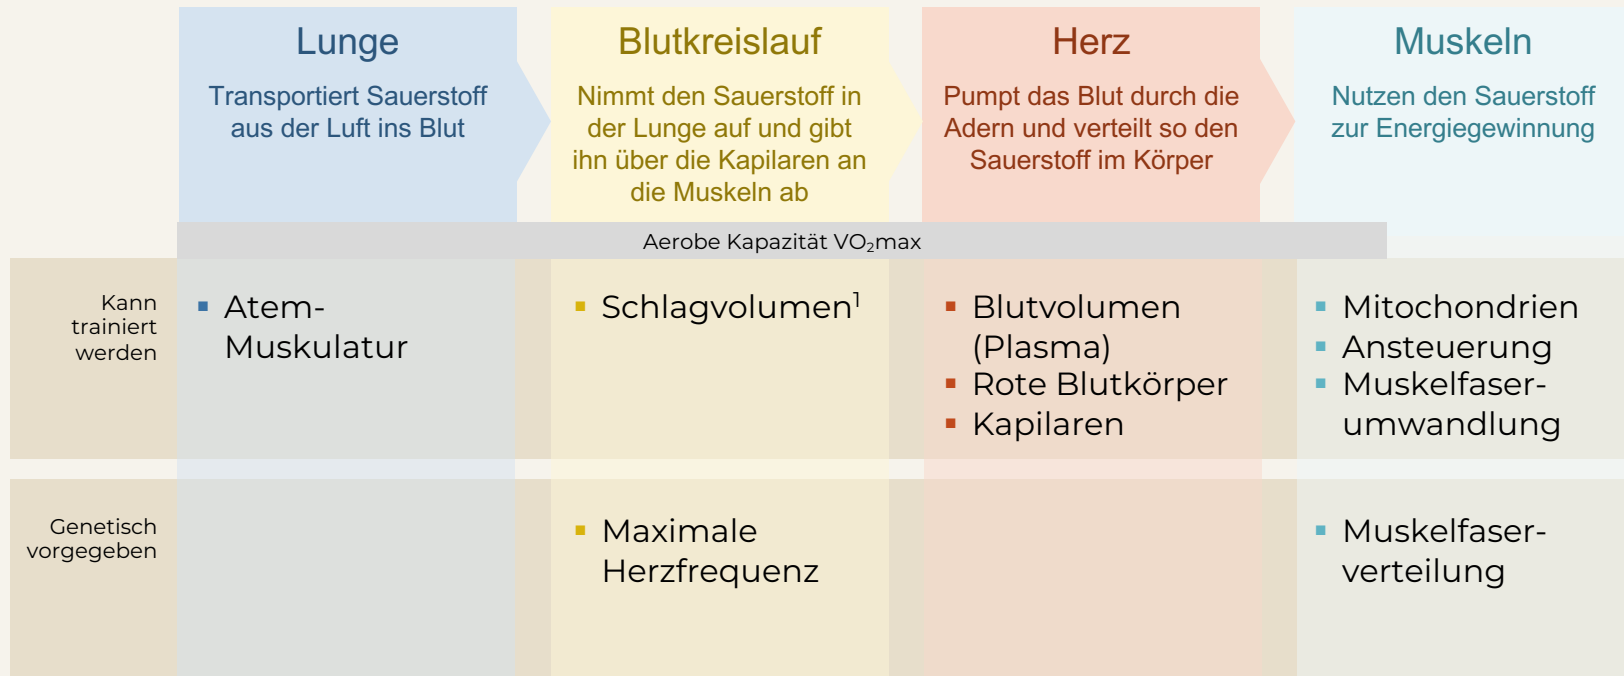 Lunge
Transportiert Sauerstoff
aus der Luft ins Blut
Blutkreislauf
Nimmt den Sauerstoff in
der Lunge auf und gibt
ihn über die Kapilaren an
die Muskeln ab
Herz
Pumpt das Blut durch die
Adern und verteilt so den
Sauerstoff im Körper
Muskeln
Nutzen den Sauerstoff
zur Energiegewinnung
Aerobe Kapazität VO₂max
Kann
trainiert
werden
▪ Atem-
Muskulatur
▪ Schlagvolumen¹
▪ Blutvolumen
(Plasma)
▪ Rote Blutkörper
▪ Kapilaren
▪ Mitochondrien
▪ Ansteuerung
▪ Muskelfaser-
umwandlung
Genetisch
vorgegeben
▪ Maximale
Herzfrequenz
▪ Muskelfaser-
verteilung